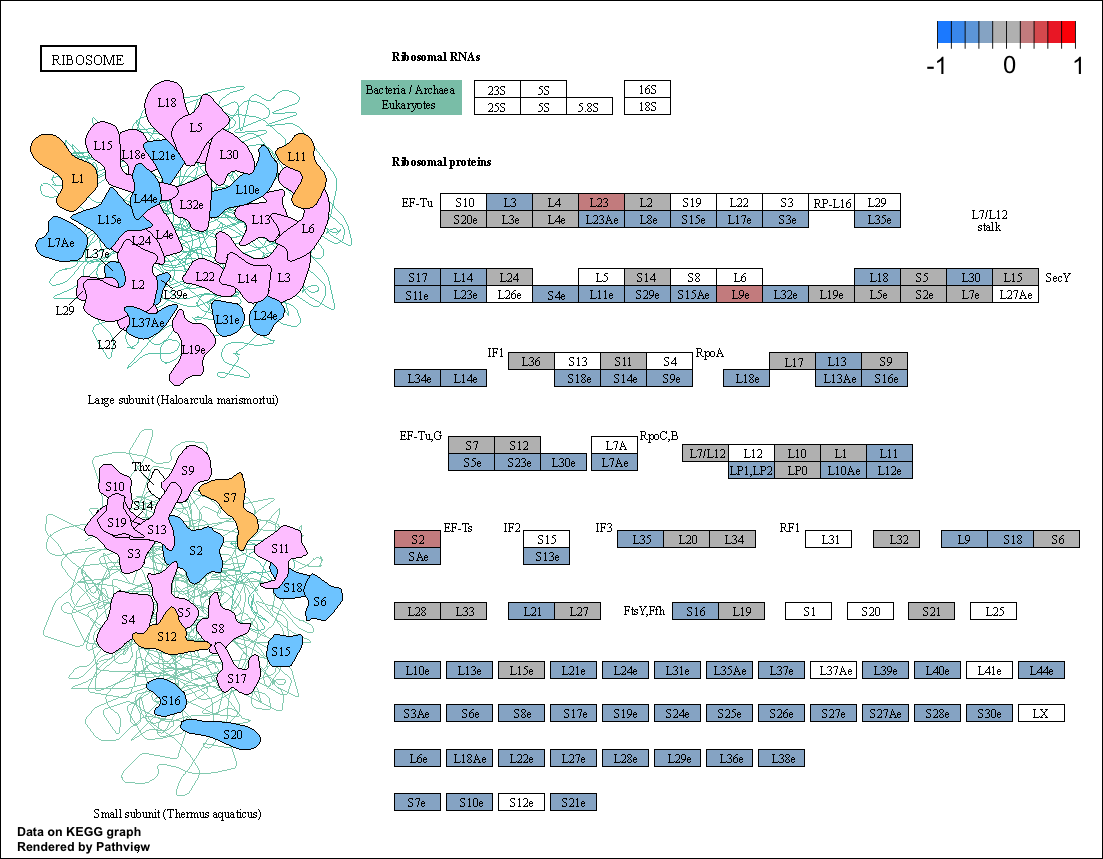 RIBOSOME
Ribosomal RNAs
-1 0 1
Bacteria / Archaea 23S 5S 16S
Eukaryotes 25S 5S 5.8S 18S
Ribosomal proteins
EF-Tu S10 L3 L4 L23 L2 S19 L22 S3 RP-L16 L29
S20e L3e L4e L23Ae L8e S15e L17e S3e L35e
L7/L12
stalk
S17 L14 L24 L5 S14 S8 L6 L18 S5 L30 L15 SecY
S11e L23e L26e S4e L11e S29e S15Ae L9e L32e L19e L5e S2e L7e L27Ae
IF1 L36 S13 S11 S4 RpoA L17 L13 S9
L34e L14e S18e S14e S9e L18e L13Ae S16e
EF-Tu,G S7 S12 L7A RpoC,B L7/L12 L12 L10 L1 L11
S5e S23e L30e L7Ae LP1,LP2 LP0 L10Ae L12e
S2 EF-Ts IF2 S15 IF3 L35 L20 L34 RF1 L31 L32 L9 S18 S6
SAe S13e
L28 L33 L21 L27 FtsY,Ffh S16 L19 S1 S20 S21 L25
L10e L13e L15e L21e L24e L31e L35Ae L37e L37Ae L39e L40e L41e L44e
S3Ae S6e S8e S17e S19e S24e S25e S26e S27e S27Ae S28e S30e LX
L6e L18Ae L22e L27e L28e L29e L36e L38e
S7e S10e S12e S21e
L18
L5
L15
L18e
L21e
L30
L11
L1
L44e
L10e
L32e
L15e
L13
L6
L7Ae
L24
L4e
L37e
L2
L22
L14
L3
L39e
L29
L37Ae
L31e
L24e
L23
L19e
Large subunit (Haloarcula marismortui)
Thx
S9
S10
S7
S14
S19
S13
S3
S2
S11
S18
S6
S4
S5
S8
S12
S15
S17
S16
S20
Small subunit (Thermus aquaticus)
Data on KEGG graph
Rendered by Pathview